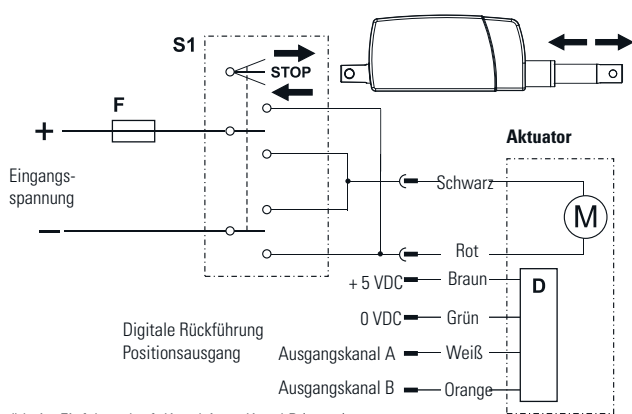 S1
STOP
F
+
Aktuator
Eingangs-
spannung
Schwarz
M
−
Rot
+ 5 VDC
Braun
D
0 VDC
Grün
Digitale Rückführung
Positionsausgang
Ausgangskanal A
Weiß
Ausgangskanal B
Orange